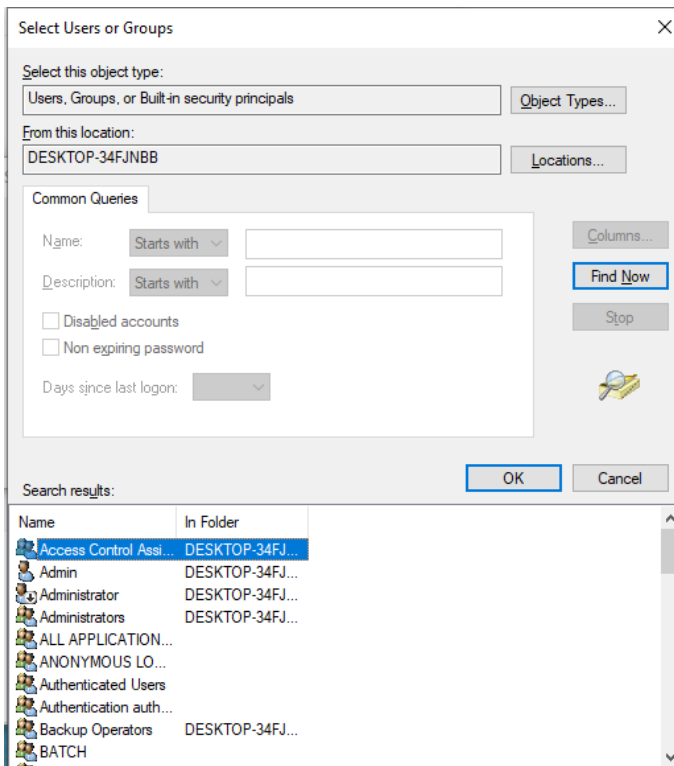 Select Users or Groups
Select this object type:
Users, Groups, or Built-in security principals
Object Types...
From this location:
DESKTOP-34FJNBB
Locations...
Common Queries
Name:
Starts with
Columns...
Description:
Starts with
Find Now
Disabled accounts
Stop
Non expiring password
Days since last logon:
OK
Cancel
Search results:
Name In Folder
Access Control Assi... DESKTOP-34FJ...
Admin DESKTOP-34FJ...
Administrator DESKTOP-34FJ...
Administrators DESKTOP-34FJ...
ALL APPLICATION...
ANONYMOUS LO...
Authenticated Users
Authentication auth...
Backup Operators DESKTOP-34FJ...
BATCH